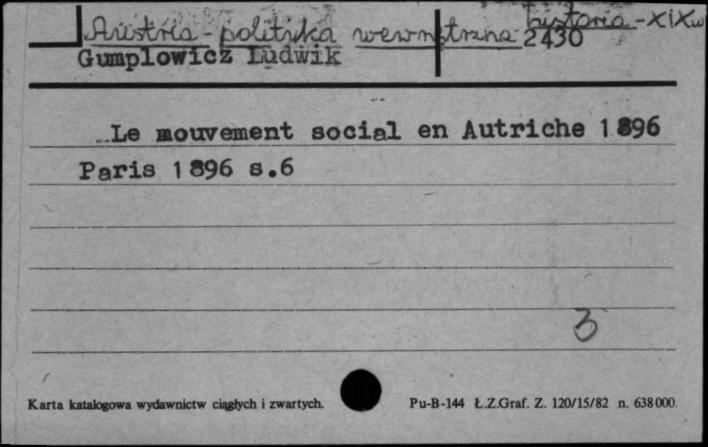 Austria - polityka wewnętrzna historia - XIX w
Gumplowicz Ludwik 2430
Le mouvement social en Autriche 1896
Paris 1896 s.6
3
Karta katalogowa wydawnictw ciągłych i zwartych. Pu-B-144 Ł.Z.Graf. Z. 120/15/82 n. 638000.